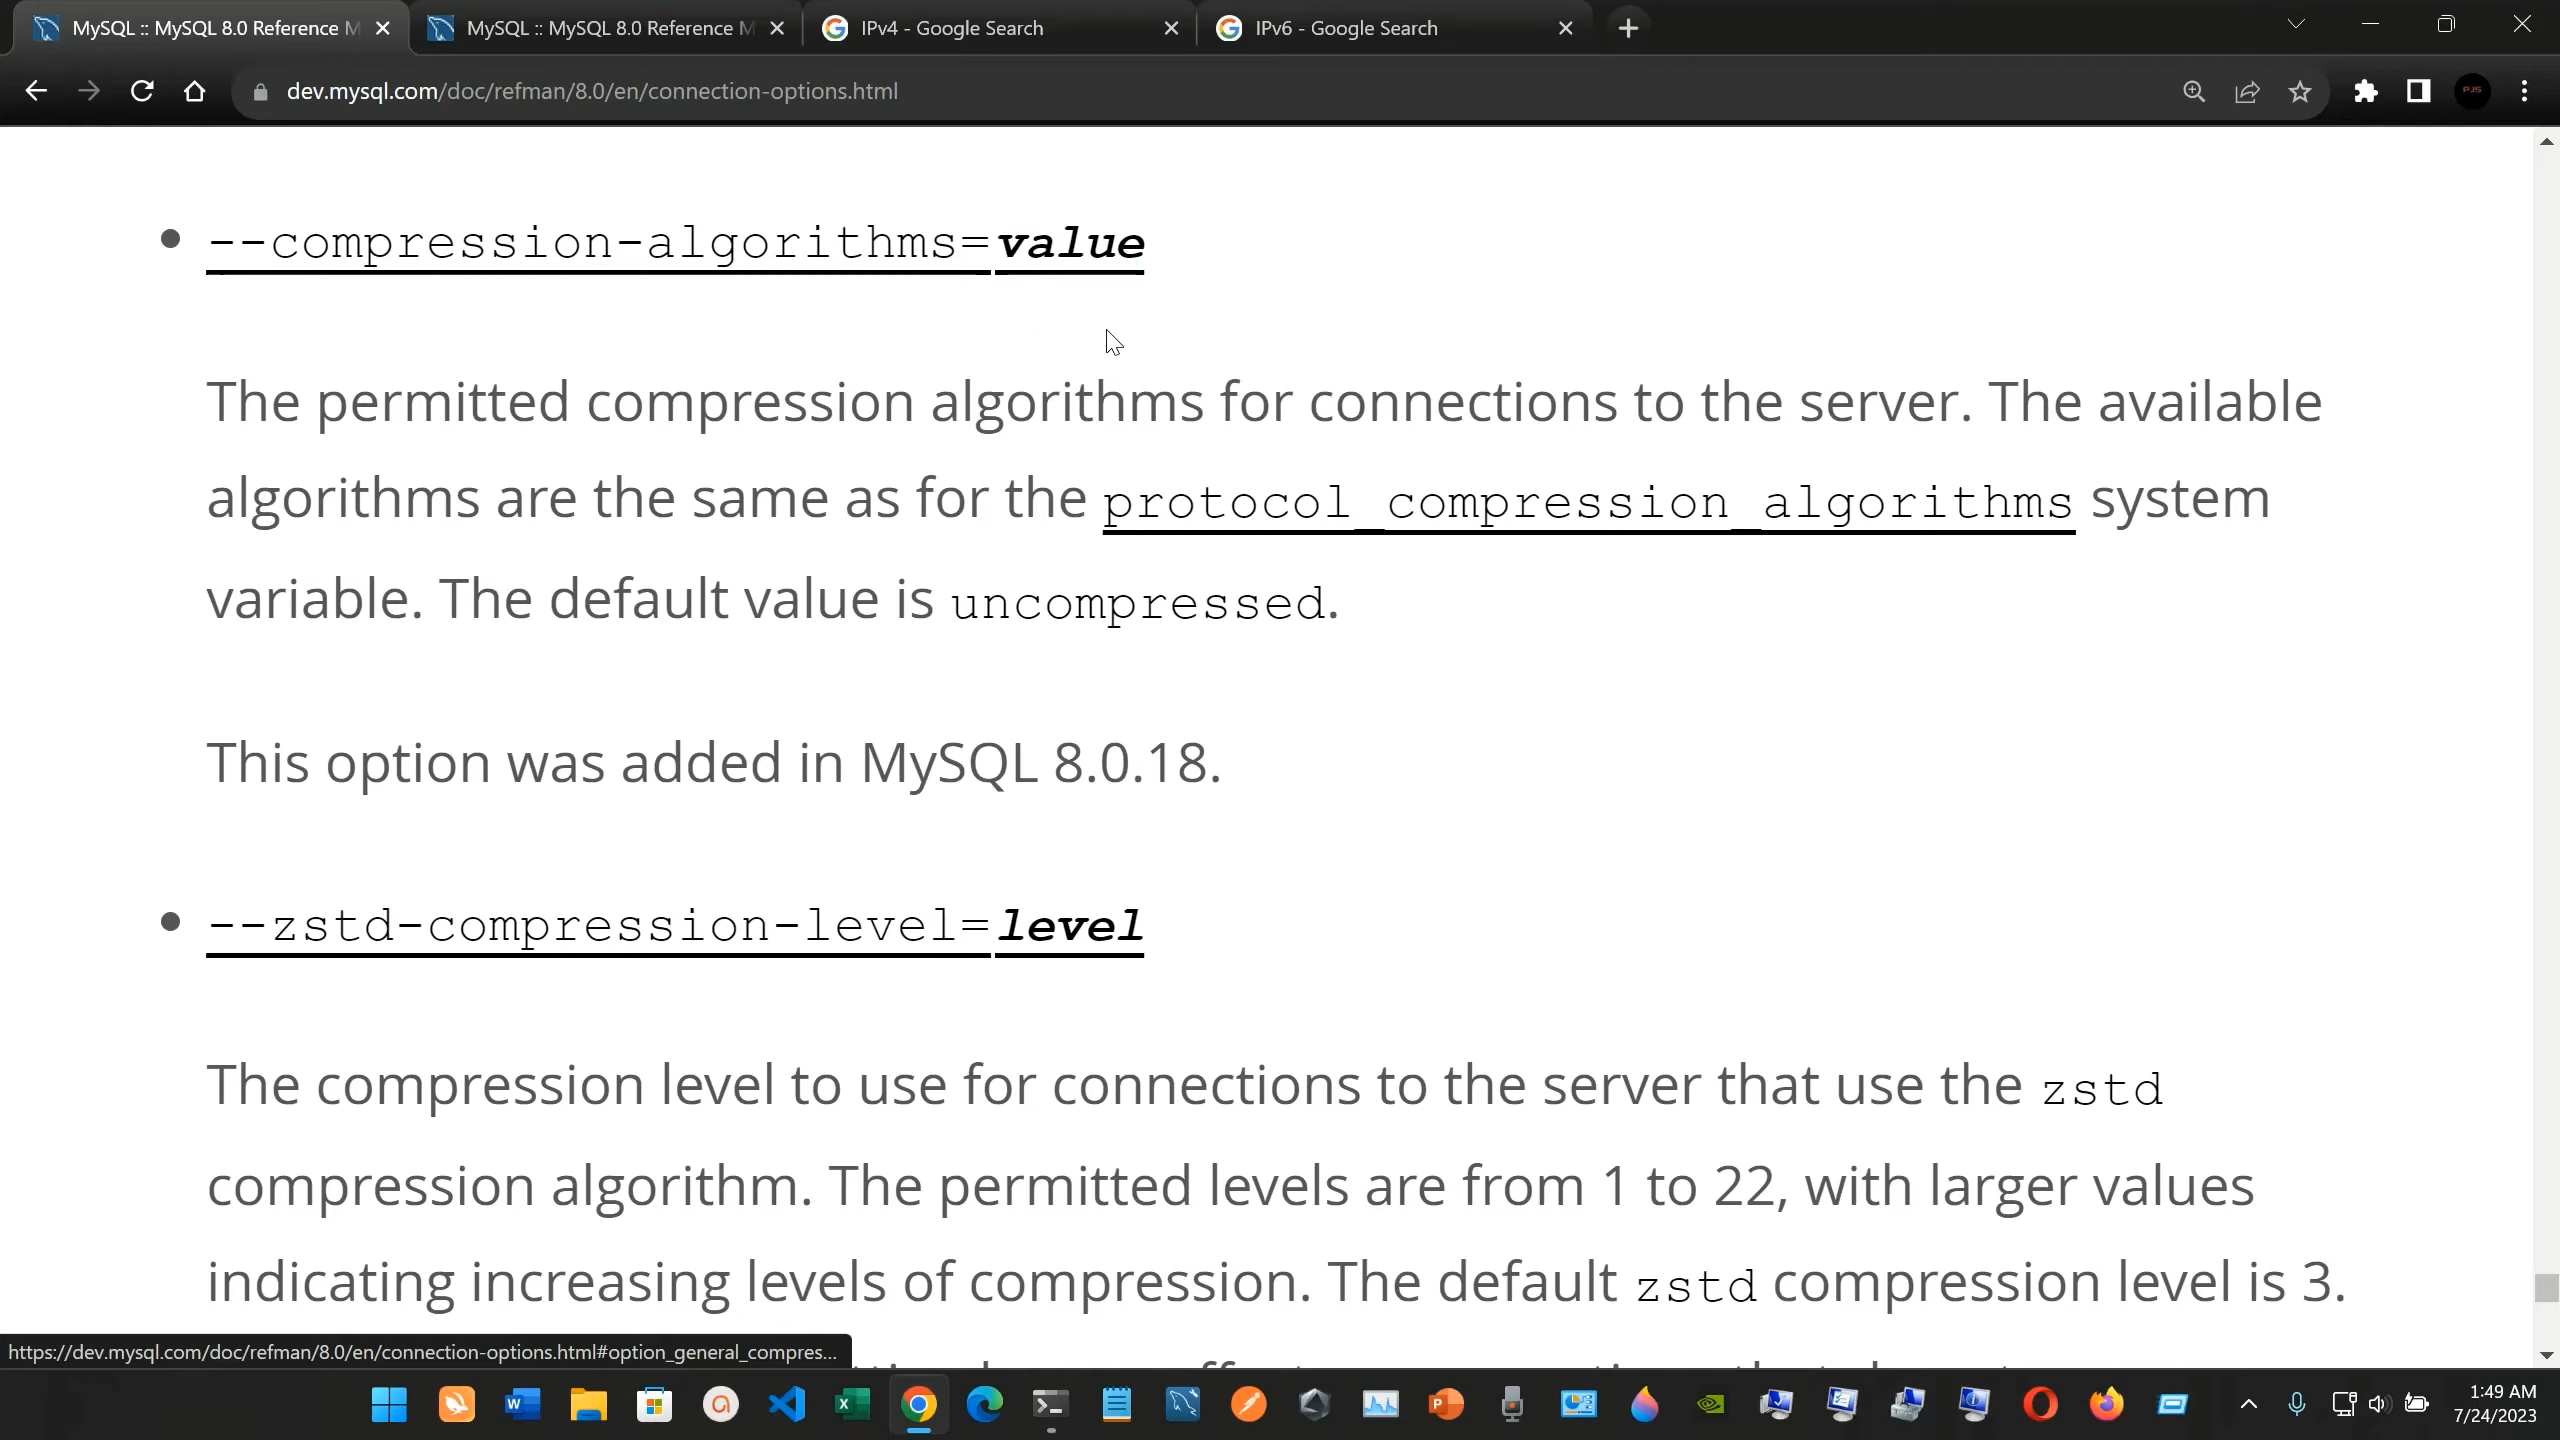 MySQL :: MySQL 8.0 Reference M
MySQL :: MySQL 8.0 Reference M
IPv4 - Google Search
IPv6 - Google Search
dev.mysql.com/doc/refman/8.0/en/connection-options.html
PJS
--compression-algorithms=value
The permitted compression algorithms for connections to the server. The available
algorithms are the same as for the protocol_compression_algorithms system
variable. The default value is uncompressed.
This option was added in MySQL 8.0.18.
--zstd-compression-level=level
The compression level to use for connections to the server that use the zstd
compression algorithm. The permitted levels are from 1 to 22, with larger values
indicating increasing levels of compression. The default zstd compression level is 3.
https://dev.mysql.com/doc/refman/8.0/en/connection-options.html#option_general_compres...
1:49 AM
7/24/2023